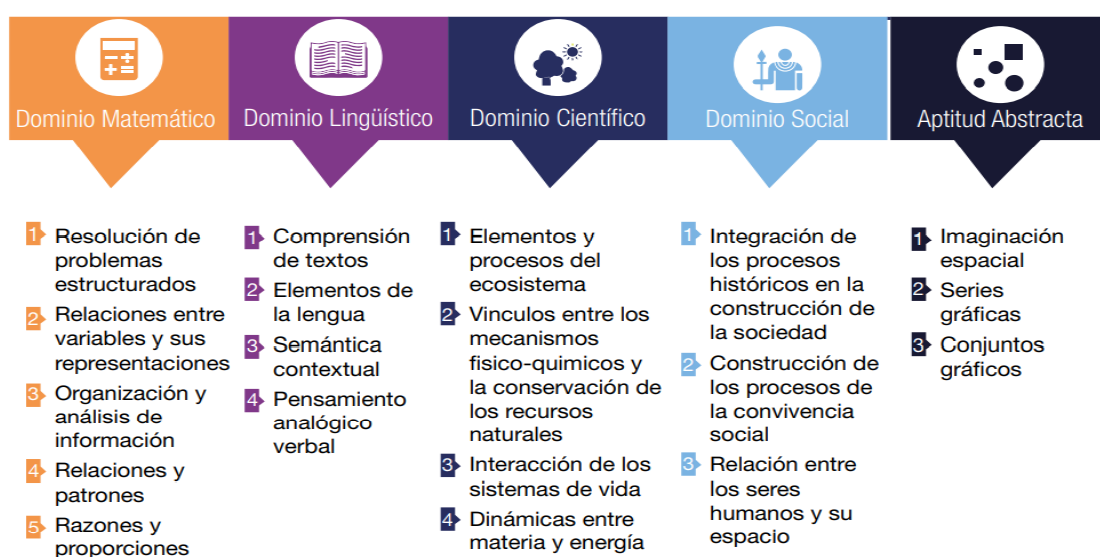 Dominio Matemático
Dominio Lingüístico
Dominio Científico
Dominio Social
Aptitud Abstracta
1 Resolución de
problemas
estructurados
2 Relaciones entre
variables y sus
representaciones
3 Organización y
análisis de
información
4 Relaciones y
patrones
5 Razones y
proporciones
1 Comprensión
de textos
2 Elementos de
la lengua
3 Semántica
contextual
4 Pensamiento
analógico
verbal
1 Elementos y
procesos del
ecosistema
2 Vinculos entre los
mecanismos
fisico-quimicos y
la conservación de
los recursos
naturales
3 Interacción de los
sistemas de vida
4 Dinámicas entre
materia y energía
1 Integración de
los procesos
históricos en la
construcción de
la sociedad
2 Construcción de
los procesos de
la convivencia
social
3 Relación entre
los seres
humanos y su
espacio
1 Imaginación
espacial
2 Series
gráficas
3 Conjuntos
gráficos